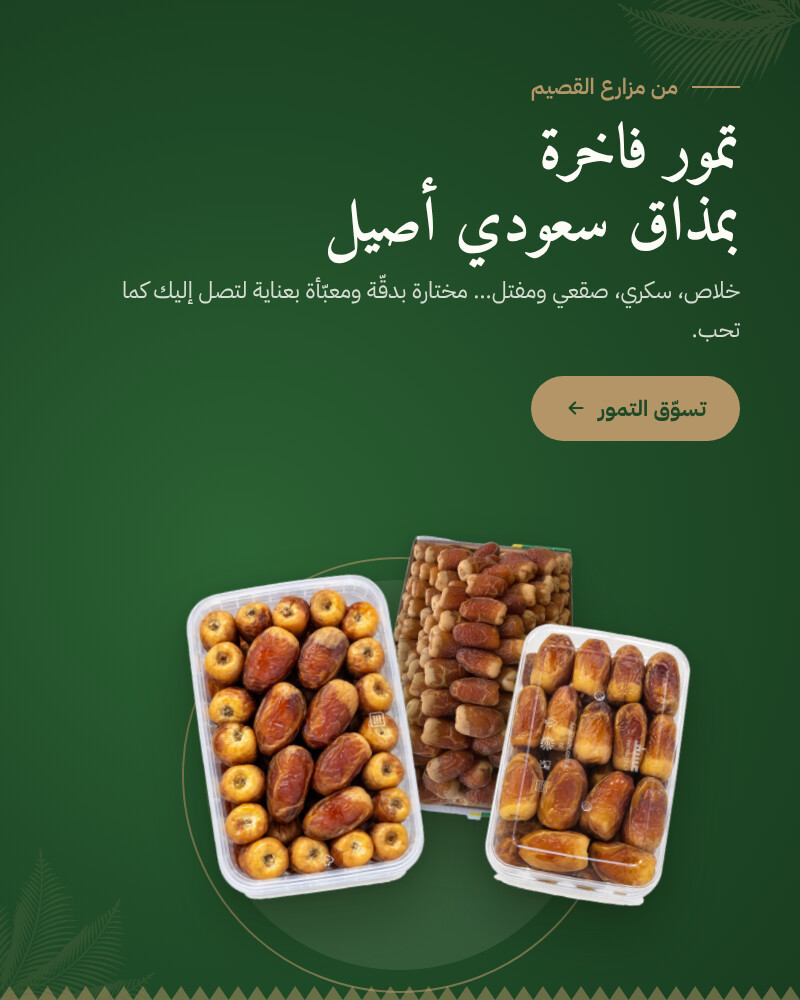 من مزارع القصيم
تمور فاخرة
بمذاق سعودي أصيل
خلاص، سكري، صقعي ومفتل... مختارة بدقّة ومعبّأة بعناية لتصل إليك كما
تحب.
تسوّق التمور ←